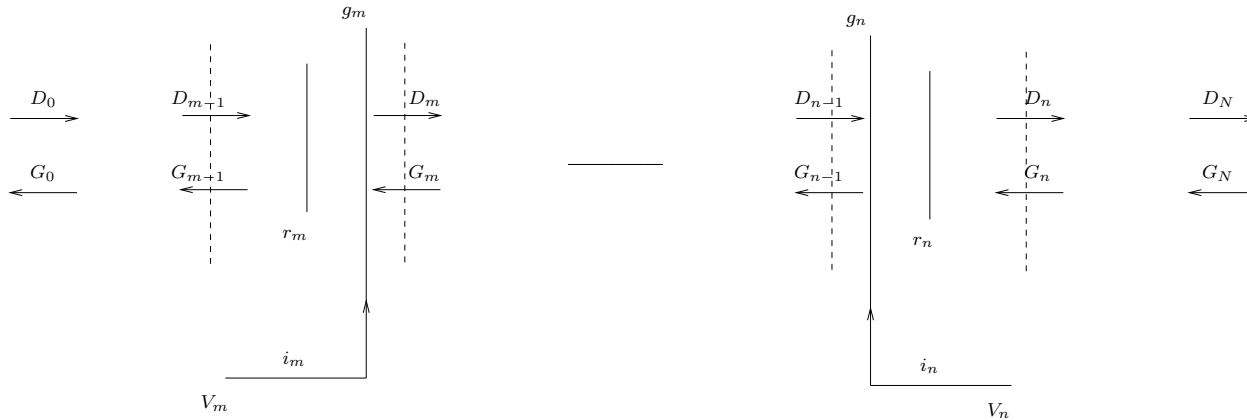 g_m g_n
D_0 D_{m-1} D_m D_{n-1} D_n D_N
G_0 G_{m-1} G_m G_{n-1} G_n G_N
r_m r_n
i_m i_n
V_m V_n